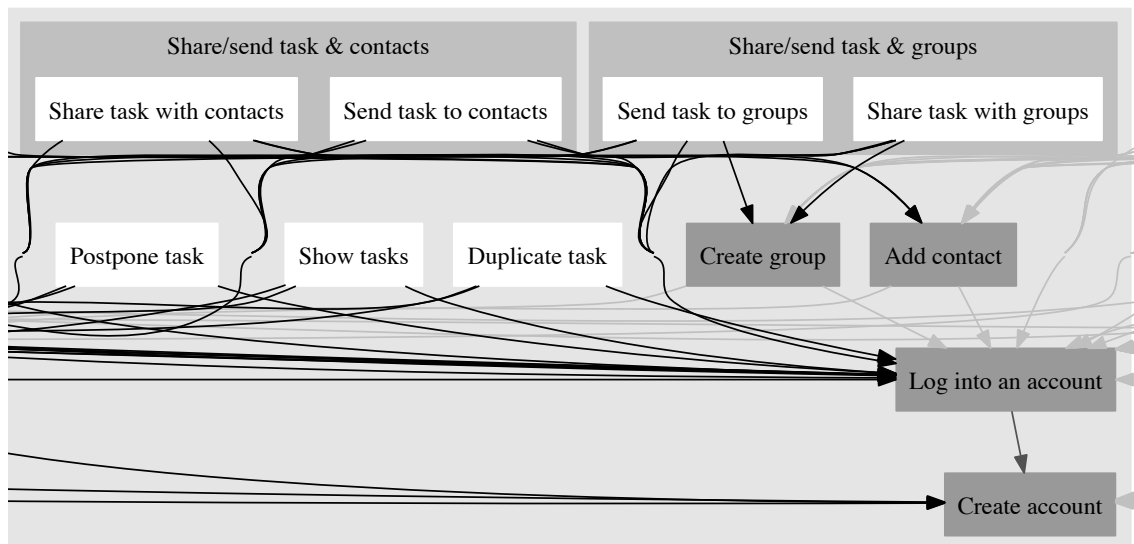 Share/send task & contacts
Share/send task & groups
Share task with contacts
Send task to contacts
Send task to groups
Share task with groups
Postpone task
Show tasks
Duplicate task
Create group
Add contact
Log into an account
Create account